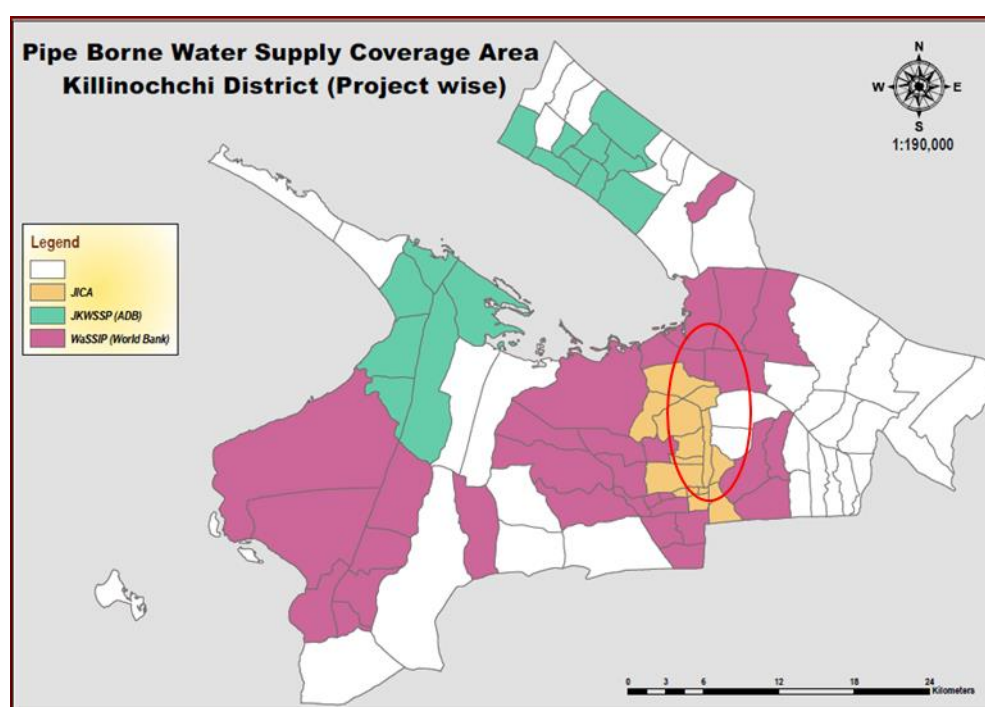 Pipe Borne Water Supply Coverage Area
Killinochchi District (Project wise)
N
W E
S
1:190,000
Legend
JICA
JKWSSP (ADB)
WaSSIP (World Bank)
0 3 6 12 18 24
Kilometers